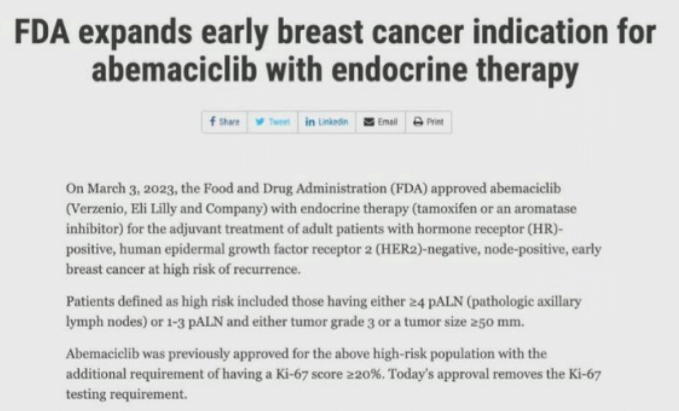 FDA expands early breast cancer indication for
abemaciclib with endocrine therapy
f Share Tweet in Linkedin Email Print
On March 3, 2023, the Food and Drug Administration (FDA) approved abemaciclib
(Verzenio, Eli Lilly and Company) with endocrine therapy (tamoxifen or an aromatase
inhibitor) for the adjuvant treatment of adult patients with hormone receptor (HR)-
positive, human epidermal growth factor receptor 2 (HER2)-negative, node-positive, early
breast cancer at high risk of recurrence.
Patients defined as high risk included those having either ≥4 pALN (pathologic axillary
lymph nodes) or 1-3 pALN and either tumor grade 3 or a tumor size ≥50 mm.
Abemaciclib was previously approved for the above high-risk population with the
additional requirement of having a Ki-67 score ≥20%. Today's approval removes the Ki-67
testing requirement.